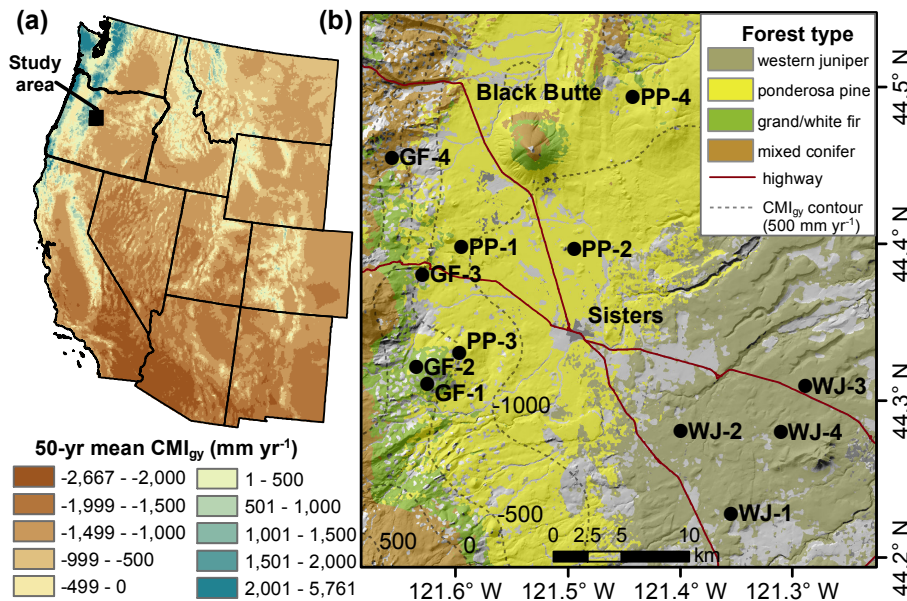 (a)
Study
area
50-yr mean CMIgy (mm yr-1)
-2,667 - -2,000
-1,999 - -1,500
-1,499 - -1,000
-999 - -500
-499 - 0
1 - 500
501 - 1,000
1,001 - 1,500
1,501 - 2,000
2,001 - 5,761
(b)
Forest type
western juniper
ponderosa pine
grand/white fir
mixed conifer
highway
CMIgy contour
(500 mm yr-1)
Black Butte
PP-4
GF-4
PP-1
PP-2
GF-3
Sisters
PP-3
GF-2
GF-1
WJ-3
-1000
WJ-2
WJ-4
-500
WJ-1
500
0
0 2.5 5 10
km
44.5° N
44.4° N
44.3° N
44.2° N
121.6° W
121.5° W
121.4° W
121.3° W